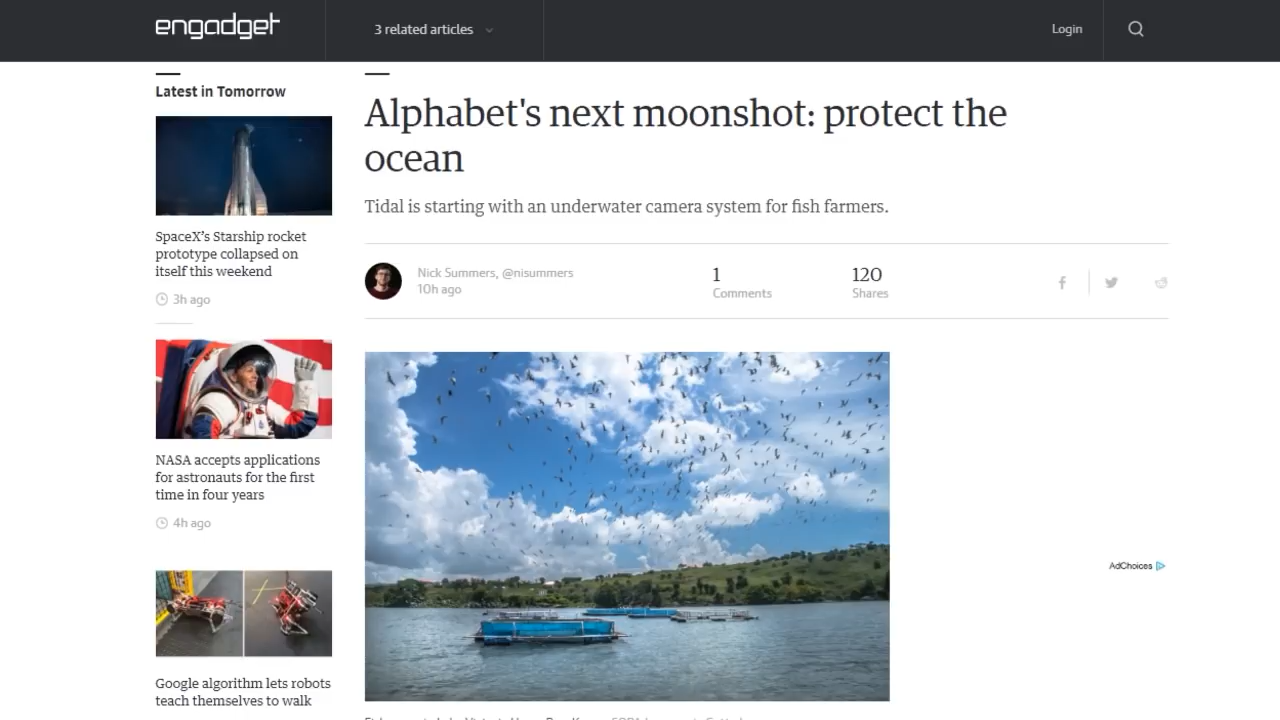 engadget
3 related articles
Login
Latest in Tomorrow
SpaceX's Starship rocket
prototype collapsed on
itself this weekend
3h ago
NASA accepts applications
for astronauts for the first
time in four years
4h ago
Google algorithm lets robots
teach themselves to walk
Alphabet's next moonshot: protect the
ocean
Tidal is starting with an underwater camera system for fish farmers.
Nick Summers, @nisummers
10h ago
1
Comments
120
Shares
AdChoices